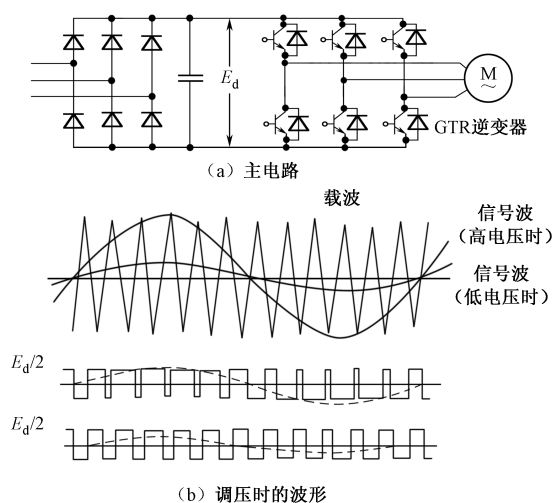 E_d
M
~
GTR逆变器
(a)主电路
载波
信号波
(高电压时)
信号波
(低电压时)
E_d/2
E_d/2
(b)调压时的波形